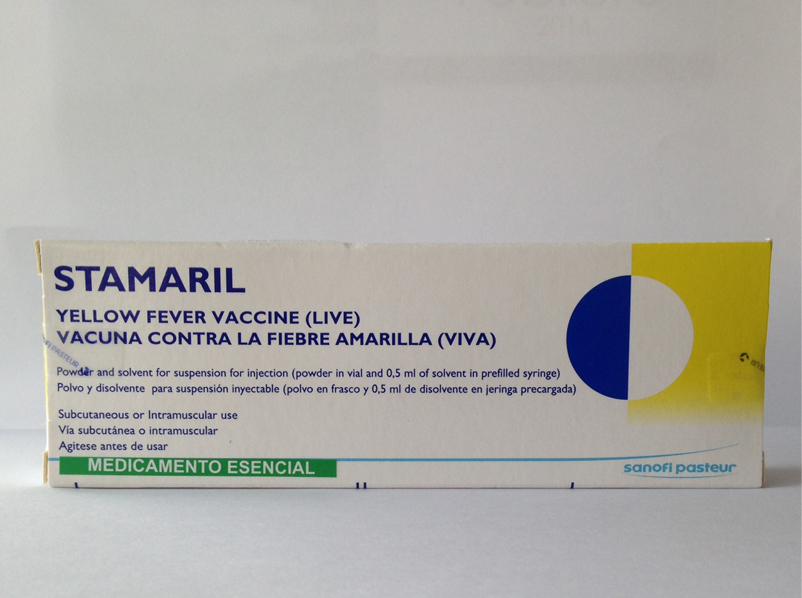 STAMARIL
YELLOW FEVER VACCINE (LIVE)
VACUNA CONTRA LA FIEBRE AMARILLA (VIVA)
Powder and solvent for suspension for injection (powder in vial and 0,5 ml of solvent in prefilled syringe)
Polvo y disolvente para suspensión inyectable (polvo en frasco y 0,5 ml de disolvente en jeringa precargada)
Subcutaneous or Intramuscular use
Vía subcutánea o intramuscular
Agitese antes de usar
MEDICAMENTO ESENCIAL
sanofi pasteur
PASTEUR